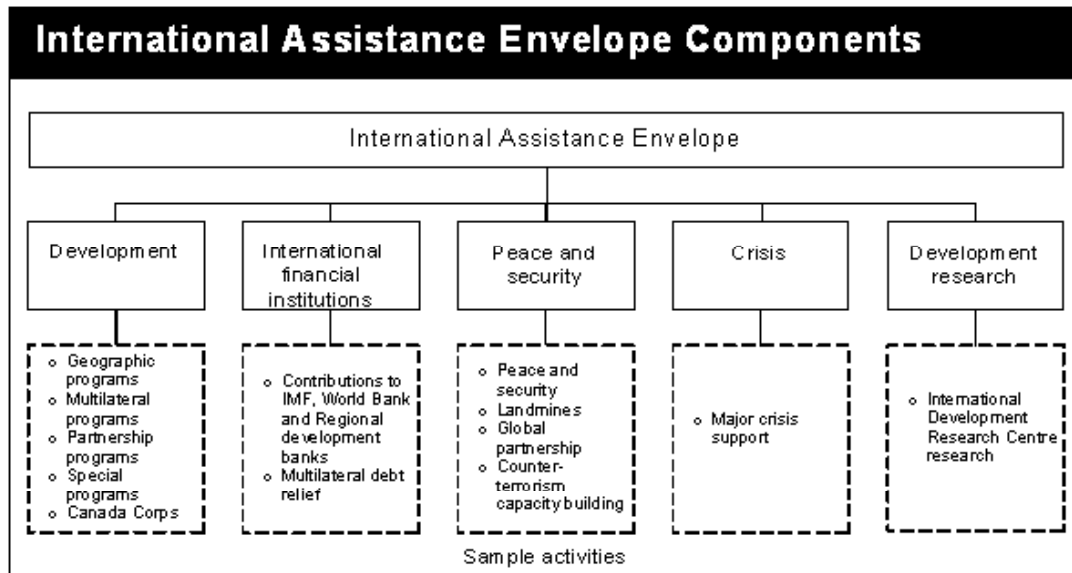 International Assistance Envelope Components
International Assistance Envelope
Development
International
financial
institutions
Peace and
security
Crisis
Development
research
o Geographic
programs
o Multilateral
programs
o Partnership
programs
o Special
programs
o Canada Corps
o Contributions to
IMF, World Bank
and Regional
development
banks
o Multilateral debt
relief
o Peace and
security
o Landmines
o Global
partnership
o Counter-
terrorism
capacity building
o Major crisis
support
o International
Development
Research Centre
research
Sample activities